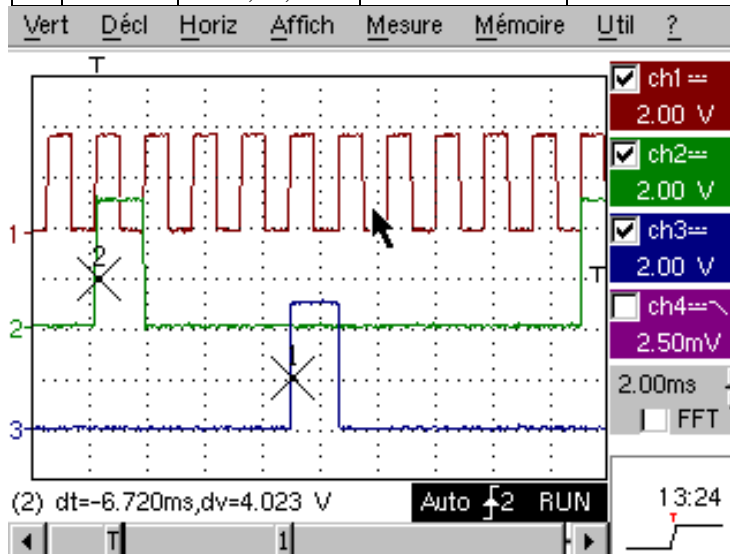 Vert Décl Horiz Affich Mesure Mémoire Util ?
T
ch1
2.00 V
ch2
2.00 V
1
ch3
2.00 V
2
T
ch4
2
2.50mV
1
2.00ms
3
FFT
(2) dt=-6.720ms,dv=4.023 V
Auto 2 RUN
13:24
T
T 1